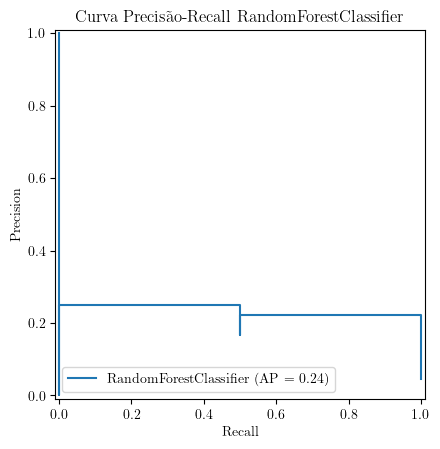 Curva Precisão-Recall RandomForestClassifier
1.0
0.8
0.6
0.4
0.2
0.0
Precision
RandomForestClassifier (AP = 0.24)
0.0 0.2 0.4 0.6 0.8 1.0
Recall